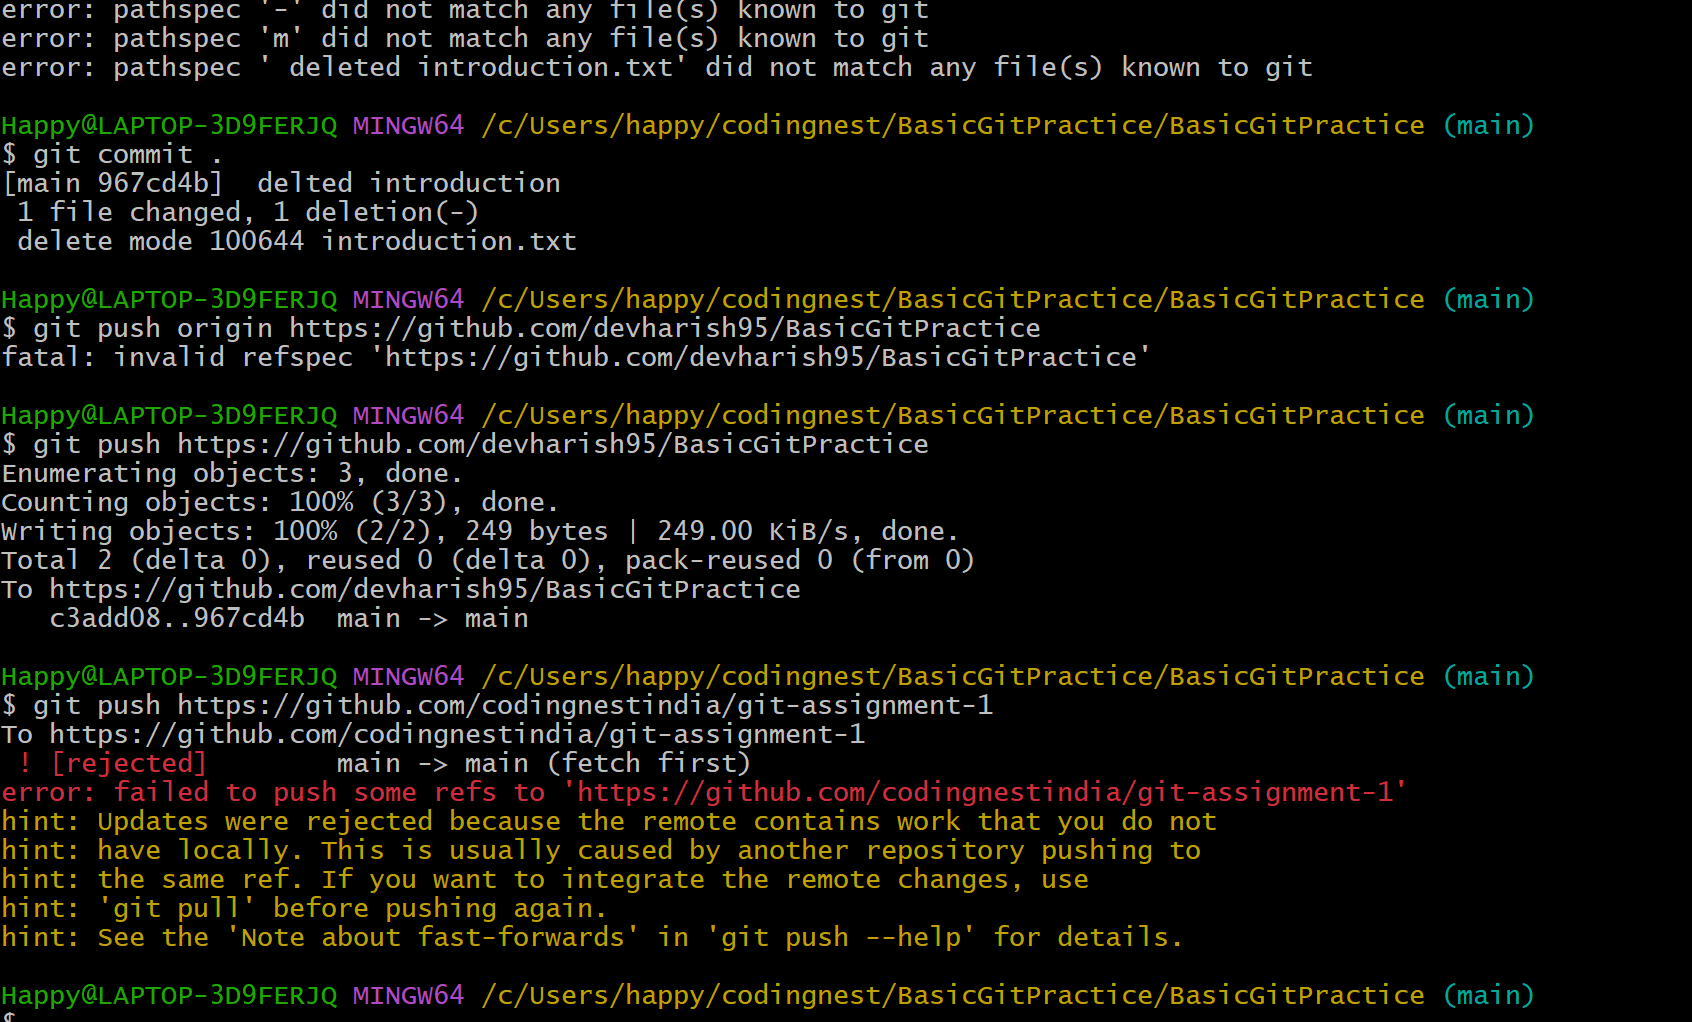 error: pathspec '-' did not match any file(s) known to git
error: pathspec 'm' did not match any file(s) known to git
error: pathspec ' deleted introduction.txt' did not match any file(s) known to git
Happy@LAPTOP-3D9FERJQ MINGW64 /c/Users/happy/codingnest/BasicGitPractice/BasicGitPractice (main)
$ git commit .
[main 967cd4b]  delted introduction
 1 file changed, 1 deletion(-)
 delete mode 100644 introduction.txt
Happy@LAPTOP-3D9FERJQ MINGW64 /c/Users/happy/codingnest/BasicGitPractice/BasicGitPractice (main)
$ git push origin https://github.com/devharish95/BasicGitPractice
fatal: invalid refspec 'https://github.com/devharish95/BasicGitPractice'
Happy@LAPTOP-3D9FERJQ MINGW64 /c/Users/happy/codingnest/BasicGitPractice/BasicGitPractice (main)
$ git push https://github.com/devharish95/BasicGitPractice
Enumerating objects: 3, done.
Counting objects: 100% (3/3), done.
Writing objects: 100% (2/2), 249 bytes | 249.00 KiB/s, done.
Total 2 (delta 0), reused 0 (delta 0), pack-reused 0 (from 0)
To https://github.com/devharish95/BasicGitPractice
   c3add08..967cd4b  main -> main
Happy@LAPTOP-3D9FERJQ MINGW64 /c/Users/happy/codingnest/BasicGitPractice/BasicGitPractice (main)
$ git push https://github.com/codingnestindia/git-assignment-1
To https://github.com/codingnestindia/git-assignment-1
 ! [rejected]        main -> main (fetch first)
error: failed to push some refs to 'https://github.com/codingnestindia/git-assignment-1'
hint: Updates were rejected because the remote contains work that you do not
hint: have locally. This is usually caused by another repository pushing to
hint: the same ref. If you want to integrate the remote changes, use
hint: 'git pull' before pushing again.
hint: See the 'Note about fast-forwards' in 'git push --help' for details.
Happy@LAPTOP-3D9FERJQ MINGW64 /c/Users/happy/codingnest/BasicGitPractice/BasicGitPractice (main)
$